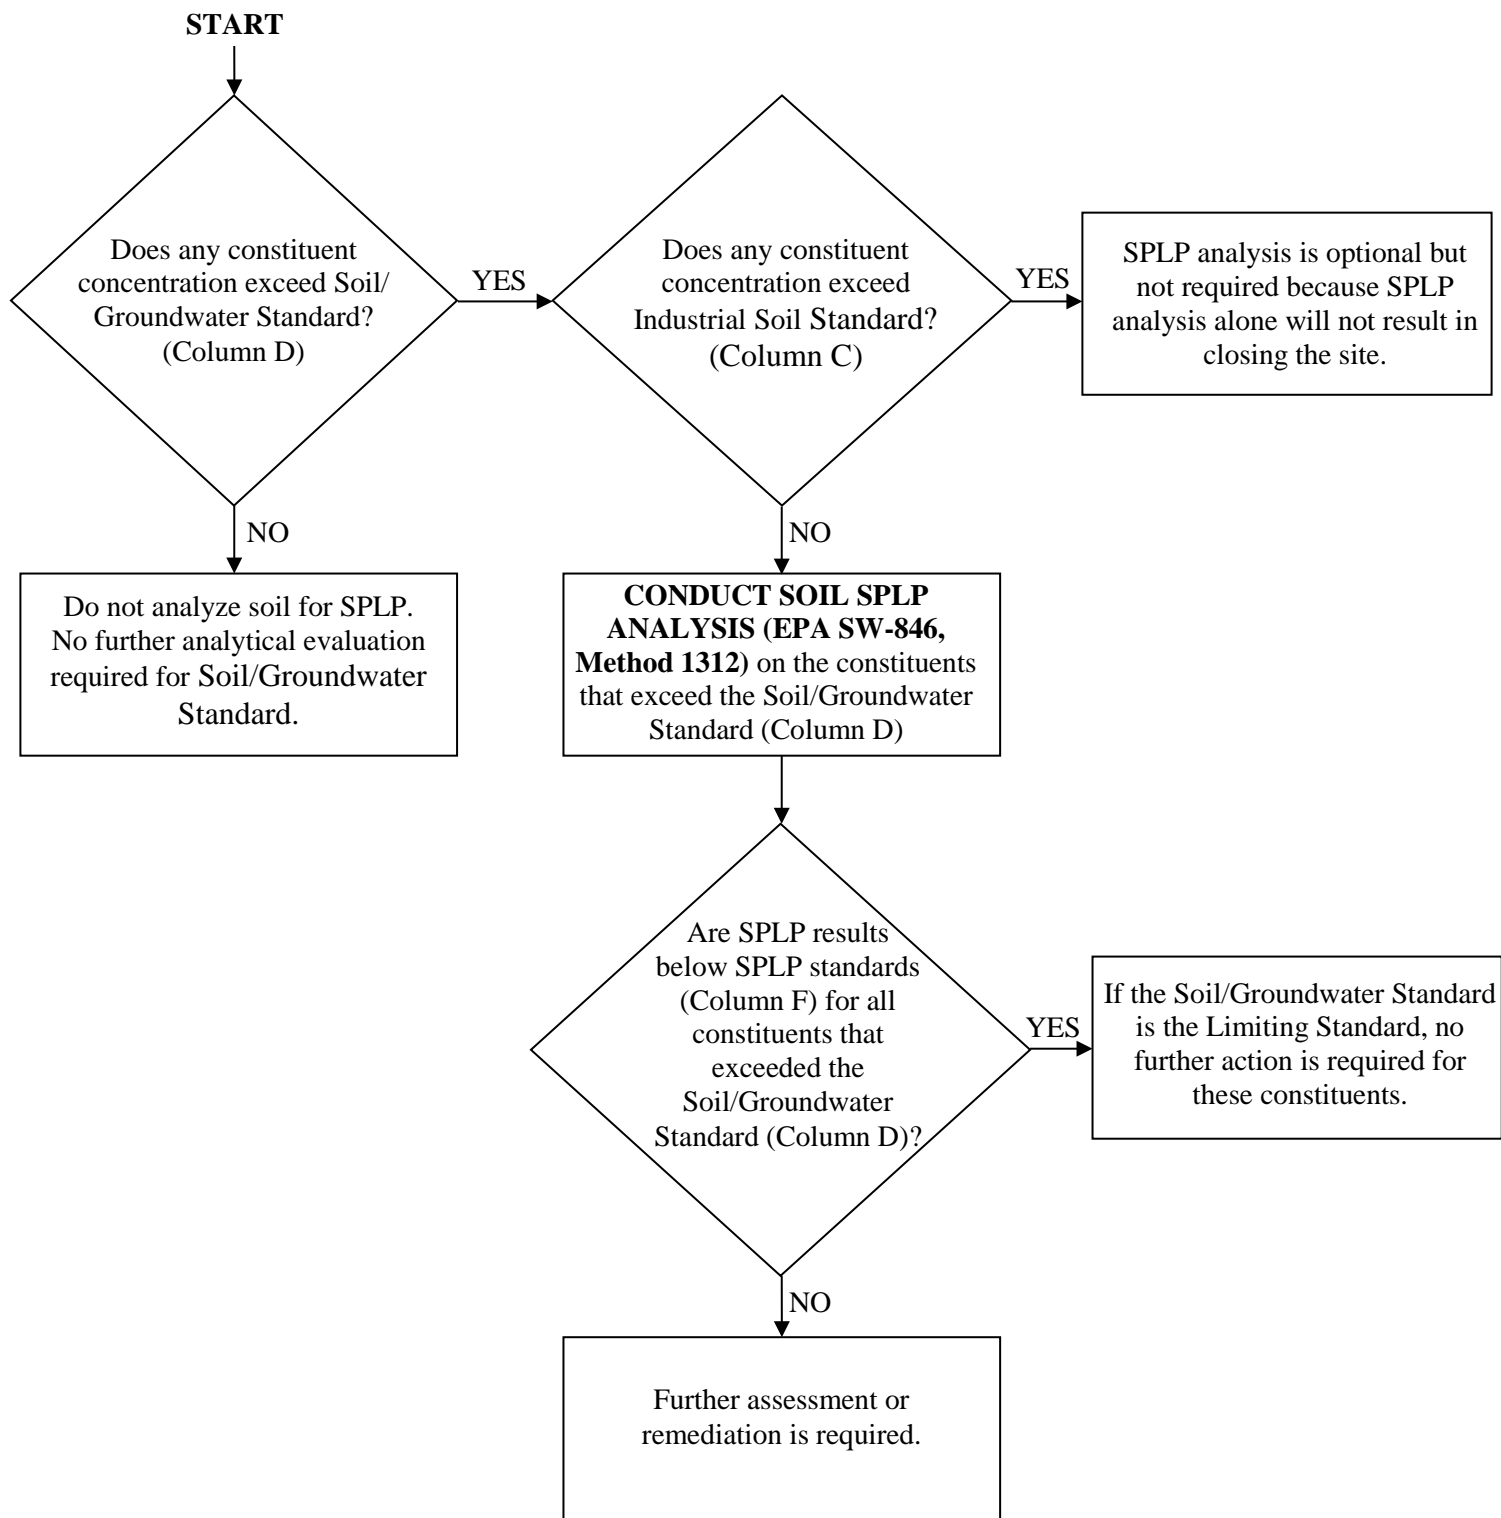 START
Does any constituent
concentration exceed Soil/
Groundwater Standard?
(Column D)
YES
Does any constituent
concentration exceed
Industrial Soil Standard?
(Column C)
YES
SPLP analysis is optional but
not required because SPLP
analysis alone will not result in
closing the site.
NO
Do not analyze soil for SPLP.
No further analytical evaluation
required for Soil/Groundwater
Standard.
NO
CONDUCT SOIL SPLP
ANALYSIS (EPA SW-846,
Method 1312) on the constituents
that exceed the Soil/Groundwater
Standard (Column D)
Are SPLP results
below SPLP standards
(Column F) for all
constituents that
exceeded the
Soil/Groundwater
Standard (Column D)?
YES
If the Soil/Groundwater Standard
is the Limiting Standard, no
further action is required for
these constituents.
NO
Further assessment or
remediation is required.